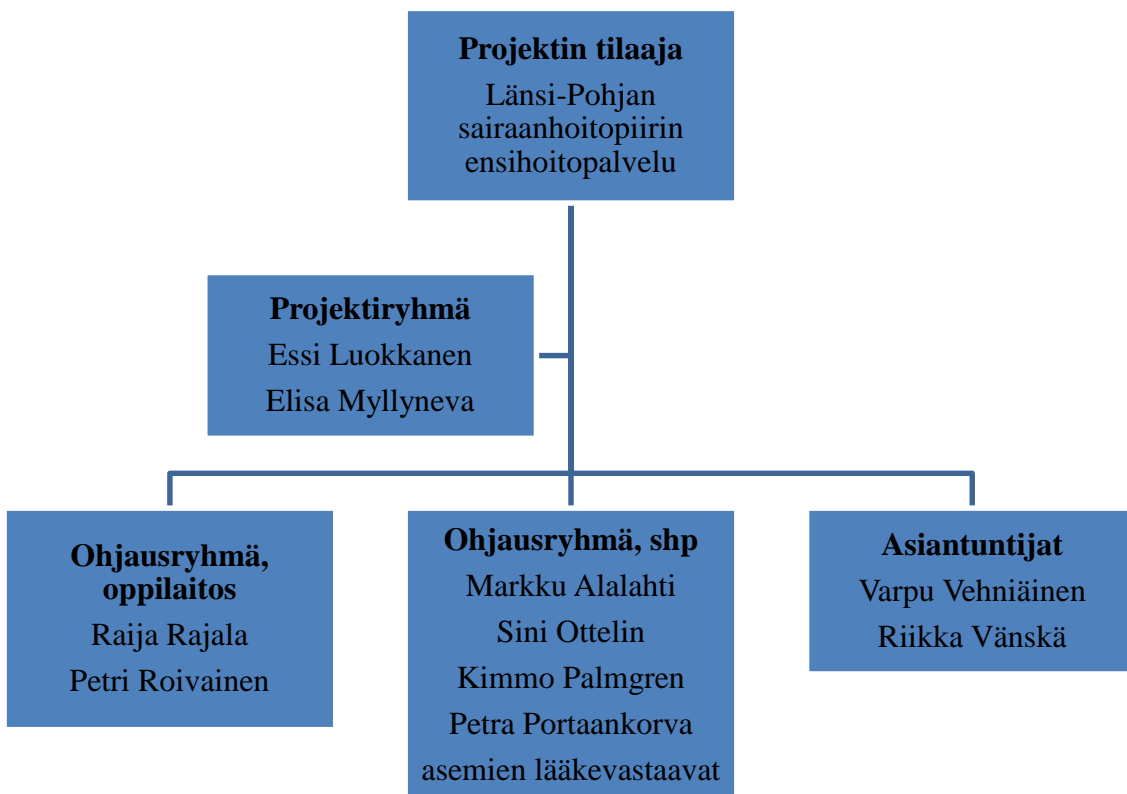 Projektin tilaaja
Länsi-Pohjan
sairaanhoitopiirin
ensihoitopalvelu
Projektiryhmä
Essi Luokkanen
Elisa Myllyneva
Ohjausryhmä,
oppilaitos
Raija Rajala
Petri Roivainen
Ohjausryhmä, shp
Markku Alalahti
Sini Ottelin
Kimmo Palmgren
Petra Portaankorva
asemien lääkevastaavat
Asiantuntijat
Varpu Vehniäinen
Riikka Vänskä